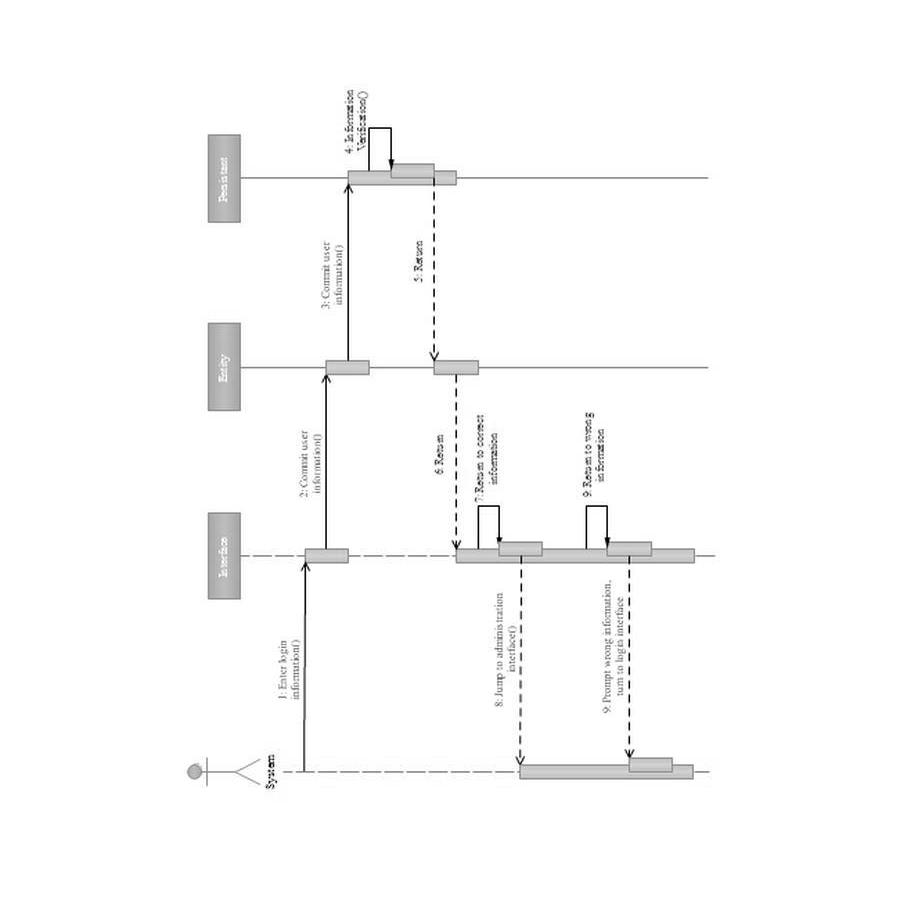 System
Interface
Entity
Persistant
1: Enter login
information()
2: Commit user
information()
3: Commit user
information()
4: Information
Verification()
5: Return
6: Return
7: Return to correct
information
8: Jump to administration
interface()
9: Return to wrong
information
9: Prompt wrong information,
turn to login interface